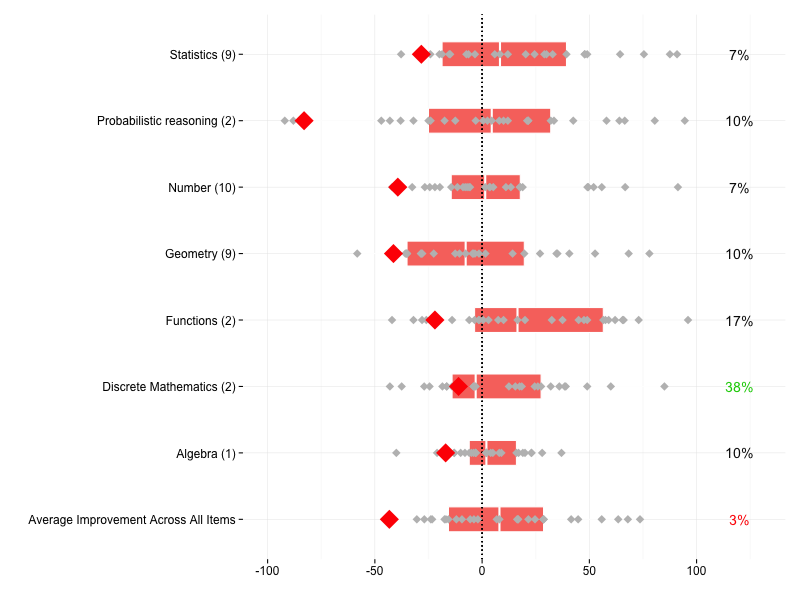 Statistics (9) 7%
Probabilistic reasoning (2) 10%
Number (10) 7%
Geometry (9) 10%
Functions (2) 17%
Discrete Mathematics (2) 38%
Algebra (1) 10%
Average Improvement Across All Items 3%
-100 -50 0 50 100